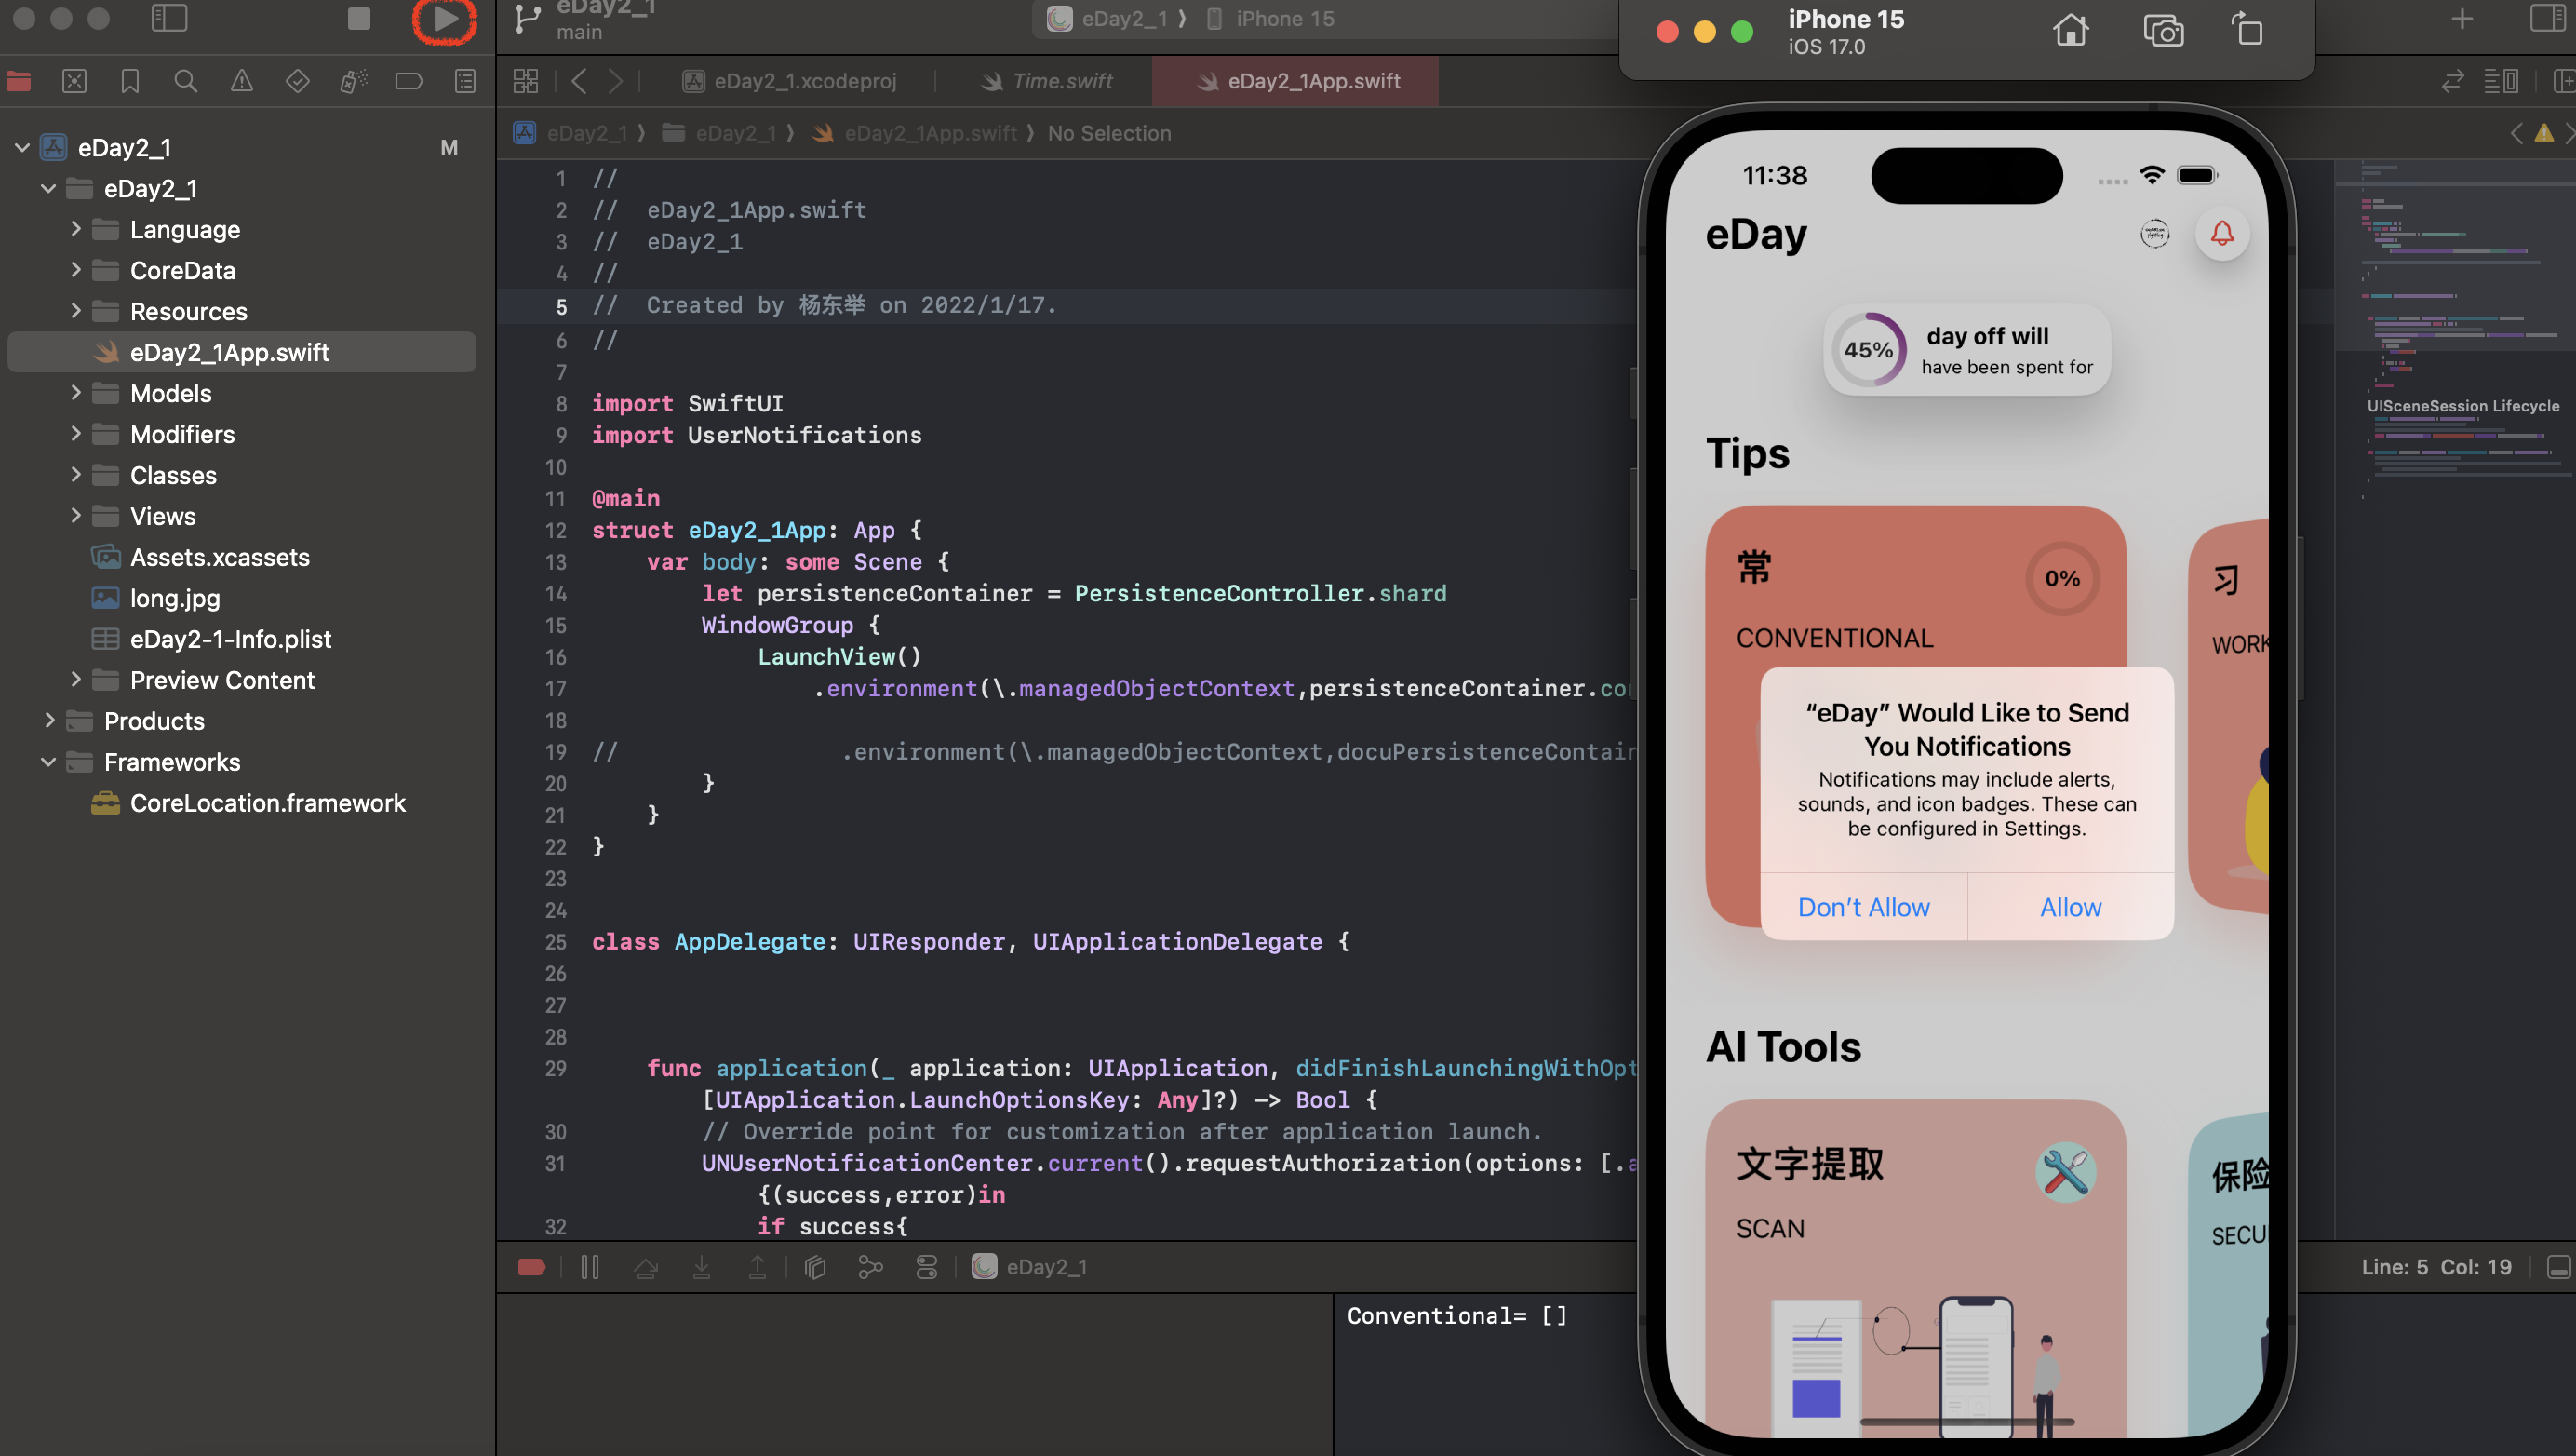 eDay2_1
main
eDay2_1 ⟩ iPhone 15
eDay2_1.xcodeproj
Time.swift
eDay2_1App.swift
eDay2_1 ⟩ eDay2_1 ⟩ eDay2_1App.swift ⟩ No Selection
eDay2_1 M
eDay2_1
Language
CoreData
Resources
eDay2_1App.swift
Models
Modifiers
Classes
Views
Assets.xcassets
long.jpg
eDay2-1-Info.plist
Preview Content
Products
Frameworks
CoreLocation.framework
1 //
2 //  eDay2_1App.swift
3 //  eDay2_1
4 //
5 //  Created by 杨东举 on 2022/1/17.
6 //
7
8 import SwiftUI
9 import UserNotifications
10
11 @main
12 struct eDay2_1App: App {
13     var body: some Scene {
14         let persistenceContainer = PersistenceController.shard
15         WindowGroup {
16             LaunchView()
17                 .environment(\.managedObjectContext,persistenceContainer.co
18
19 //                .environment(\.managedObjectContext,docuPersistenceContain
20         }
21     }
22 }
23
24
25 class AppDelegate: UIResponder, UIApplicationDelegate {
26
27
28
29     func application(_ application: UIApplication, didFinishLaunchingWithOpt
[UIApplication.LaunchOptionsKey: Any]?) -> Bool {
30         // Override point for customization after application launch.
31         UNUserNotificationCenter.current().requestAuthorization(options: [.a
{(success,error)in
32             if success{
eDay2_1
Conventional= []
iPhone 15
iOS 17.0
11:38
eDay
45%
day off will
have been spent for
Tips
常
0%
CONVENTIONAL
习
WORK
“eDay” Would Like to Send
You Notifications
Notifications may include alerts,
sounds, and icon badges. These can
be configured in Settings.
Don’t Allow
Allow
AI Tools
文字提取
SCAN
保险
SECU
UISceneSession Lifecycle
Line: 5  Col: 19